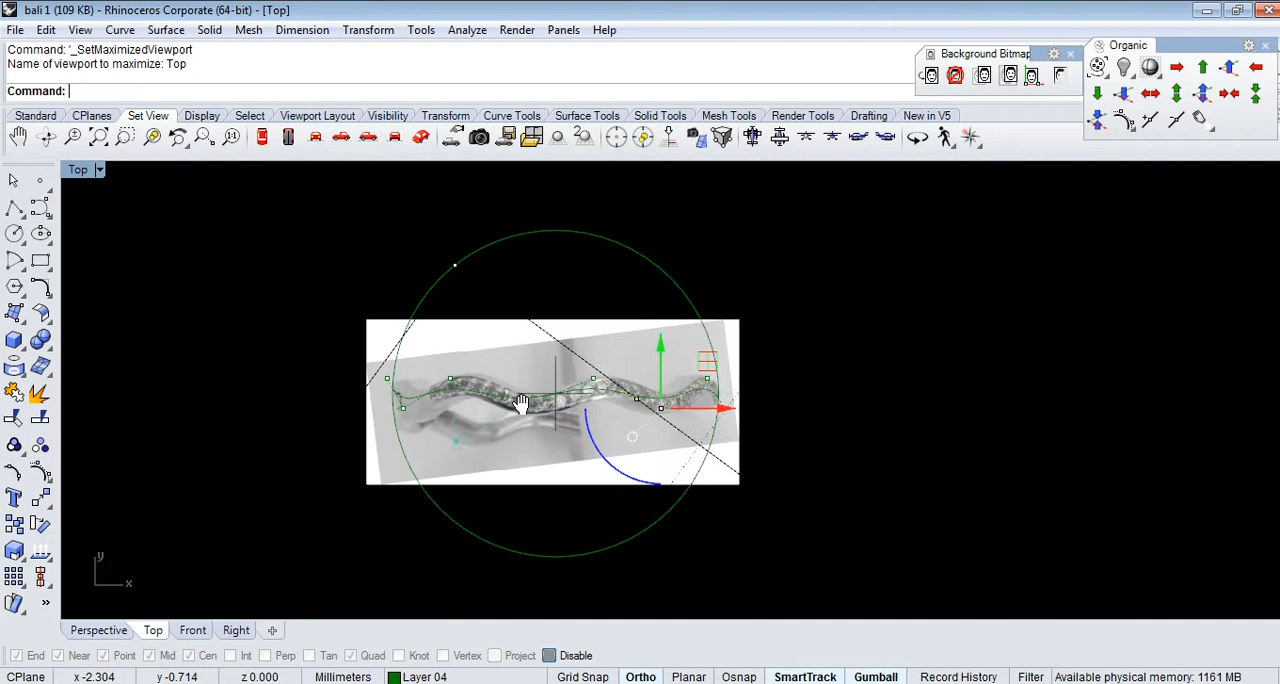 bali 1 (109 KB) - Rhinoceros Corporate (64-bit) - [Top]
File Edit View Curve Surface Solid Mesh Dimension Transform Tools Analyze Render Panels Help
Command: '_SetMaximizedViewport
Name of viewport to maximize: Top
Command:
Background Bitmap
Organic
Standard CPlanes Set View Display Select Viewport Layout Visibility Transform Curve Tools Surface Tools Solid Tools Mesh Tools Render Tools Drafting New in V5
Top
y
x
Perspective Top Front Right
End Near Point Mid Cen Int Perp Tan Quad Knot Vertex Project Disable
CPlane x -2.304 y -0.714 z 0.000 Millimeters Layer 04 Grid Snap Ortho Planar Osnap SmartTrack Gumball Record History Filter Available physical memory: 1161 MB